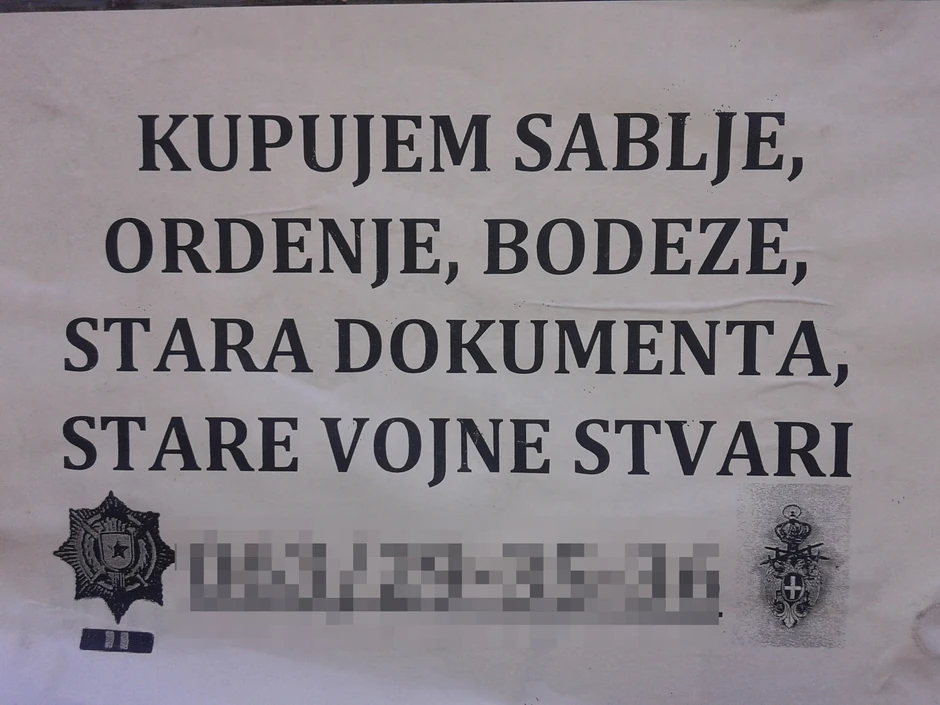 KUPUJEM SABLJE,
ORDENJE, BODEZE,
STARA DOKUMENTA,
STARE VOJNE STVARI